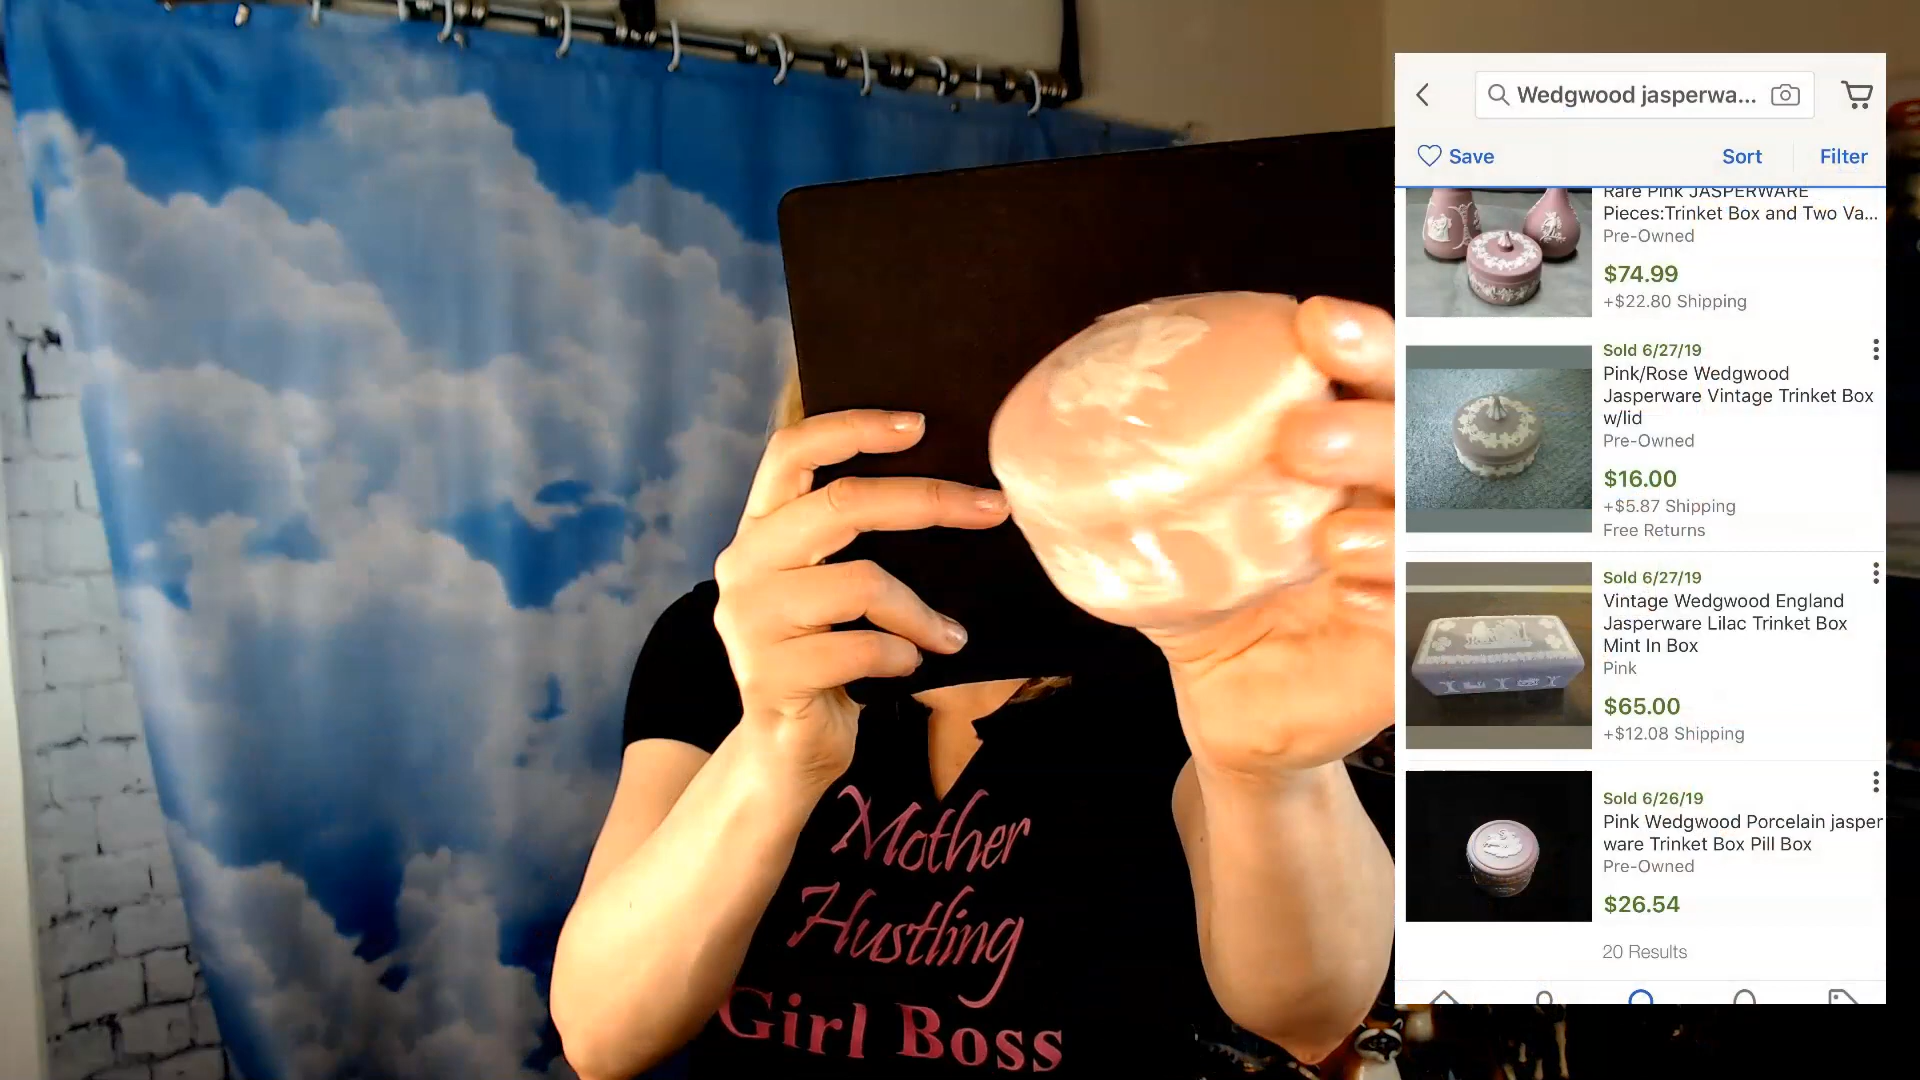 Mother
Hustling
Girl Boss
Wedgwood jasperwa...
Save
Sort
Filter
Rare Pink JASPERWARE
Pieces:Trinket Box and Two Va...
Pre-Owned
$74.99
+$22.80 Shipping
Sold 6/27/19
Pink/Rose Wedgwood
Jasperware Vintage Trinket Box
w/lid
Pre-Owned
$16.00
+$5.87 Shipping
Free Returns
Sold 6/27/19
Vintage Wedgwood England
Jasperware Lilac Trinket Box
Mint In Box
Pink
$65.00
+$12.08 Shipping
Sold 6/26/19
Pink Wedgwood Porcelain jasper
ware Trinket Box Pill Box
Pre-Owned
$26.54
20 Results